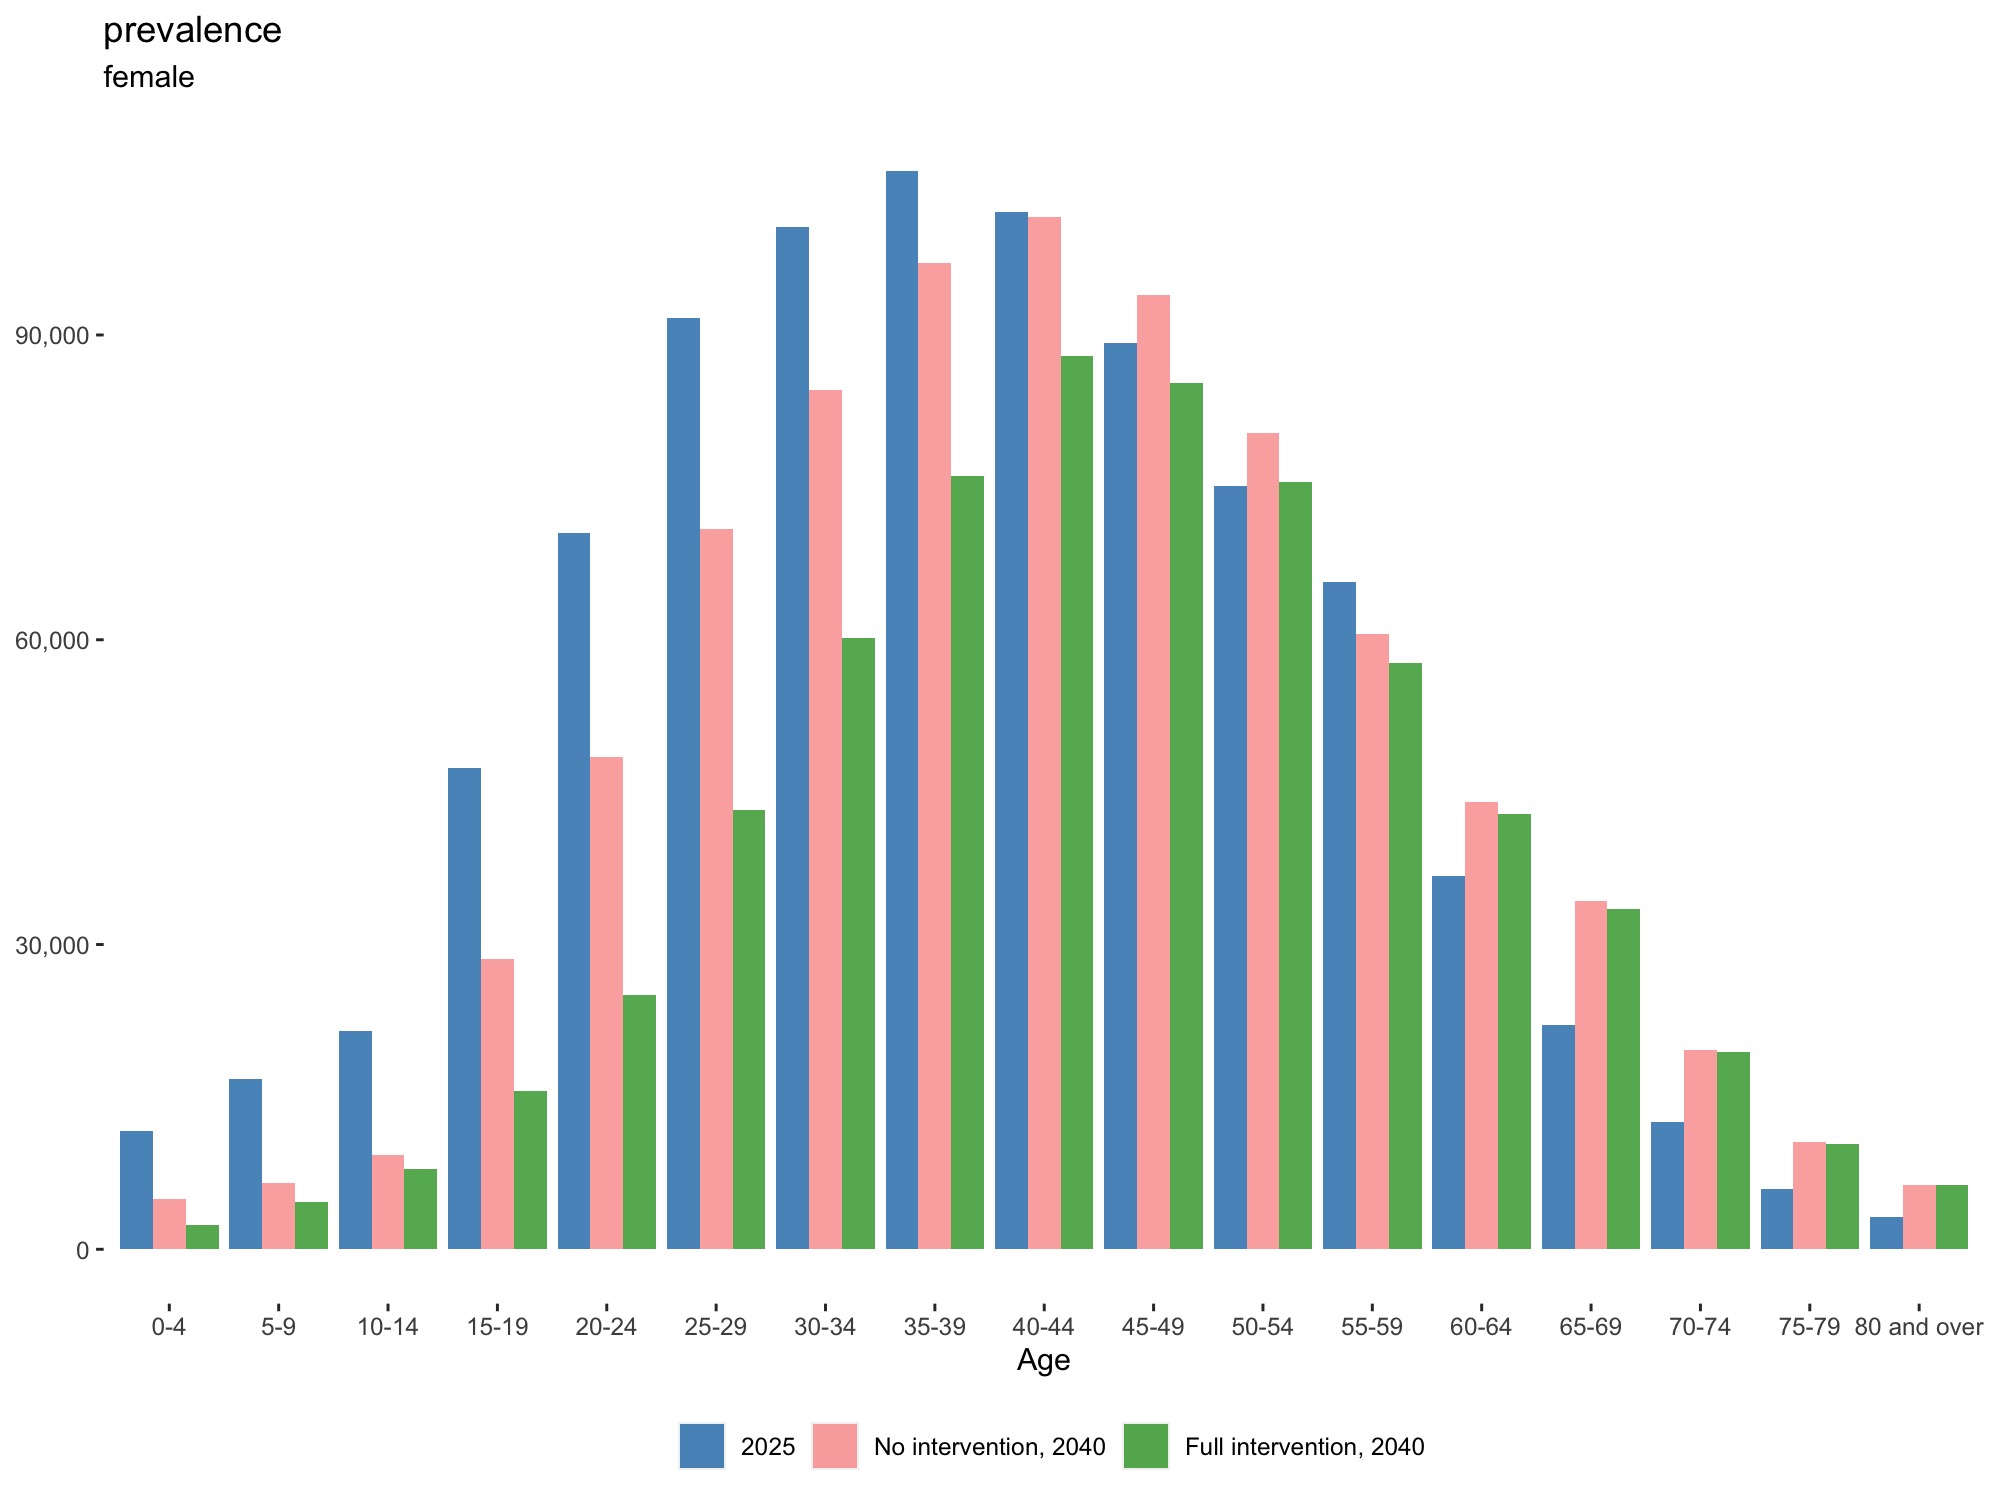 prevalence
female
90,000
60,000
30,000
0
0-4 5-9 10-14 15-19 20-24 25-29 30-34 35-39 40-44 45-49 50-54 55-59 60-64 65-69 70-74 75-79 80 and over
Age
2025 No intervention, 2040 Full intervention, 2040